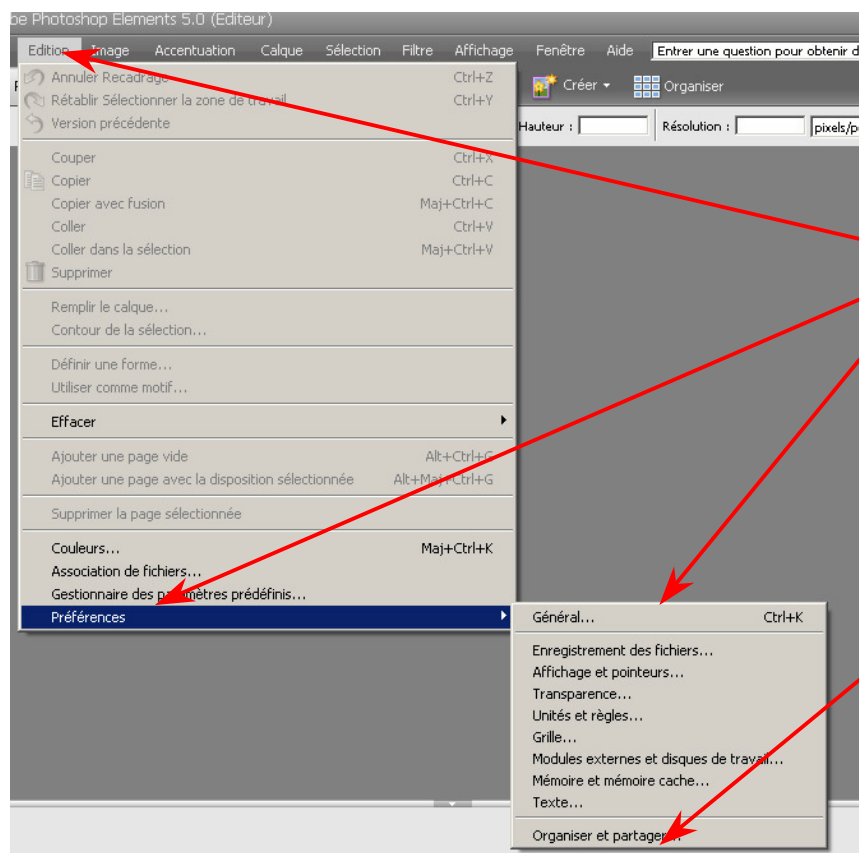 be Photoshop Elements 5.0 (Editeur)
Edition Image Accentuation Calque Sélection Filtre Affichage Fenêtre Aide Entrer une question pour obtenir d
Annuler Recadrage Ctrl+Z
Créer Organiser
Rétablir Sélectionner la zone de travail Ctrl+Y
Version précédente
Hauteur : Résolution : pixels/p
Couper Ctrl+X
Copier Ctrl+C
Copier avec fusion Maj+Ctrl+C
Coller Ctrl+V
Coller dans la sélection Maj+Ctrl+V
Supprimer
Remplir le calque...
Contour de la sélection...
Définir une forme...
Utiliser comme motif...
Effacer
Ajouter une page vide Alt+Ctrl+G
Ajouter une page avec la disposition sélectionnée Alt+Maj+Ctrl+G
Supprimer la page sélectionnée
Couleurs... Maj+Ctrl+K
Association de fichiers...
Gestionnaire des paramètres prédéfinis...
Préférences
Général... Ctrl+K
Enregistrement des fichiers...
Affichage et pointeurs...
Transparence...
Unités et règles...
Grille...
Modules externes et disques de travail...
Mémoire et mémoire cache...
Texte...
Organiser et partager...